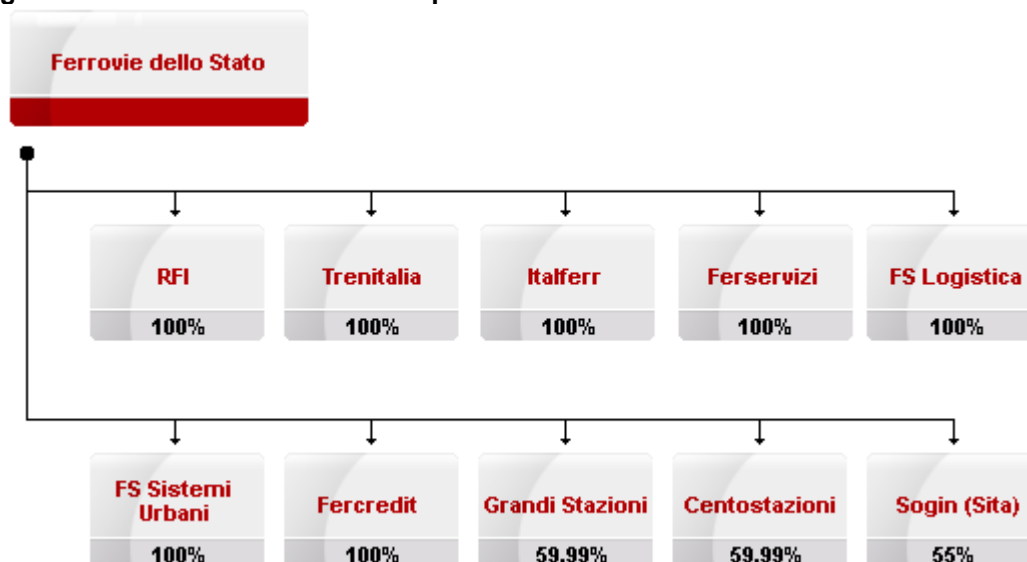 Ferrovie dello Stato
RFI
100%
Trenitalia
100%
Italferr
100%
Ferservizi
100%
FS Logistica
100%
FS Sistemi
Urbani
100%
Fercredit
100%
Grandi Stazioni
59,99%
Centostazioni
59,99%
Sogin (Sita)
55%